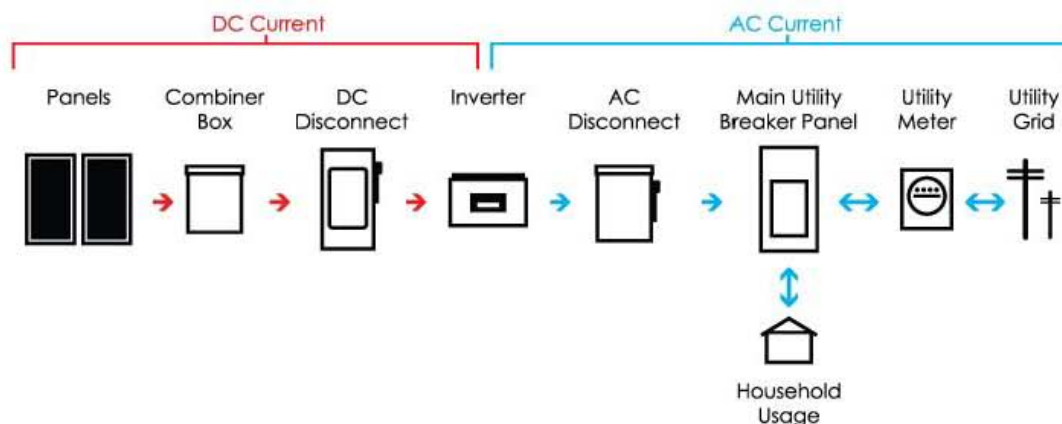 DC Current
AC Current
Panels
Combiner
Box
DC
Disconnect
Inverter
AC
Disconnect
Main Utility
Breaker Panel
Utility
Meter
Utility
Grid
Household
Usage